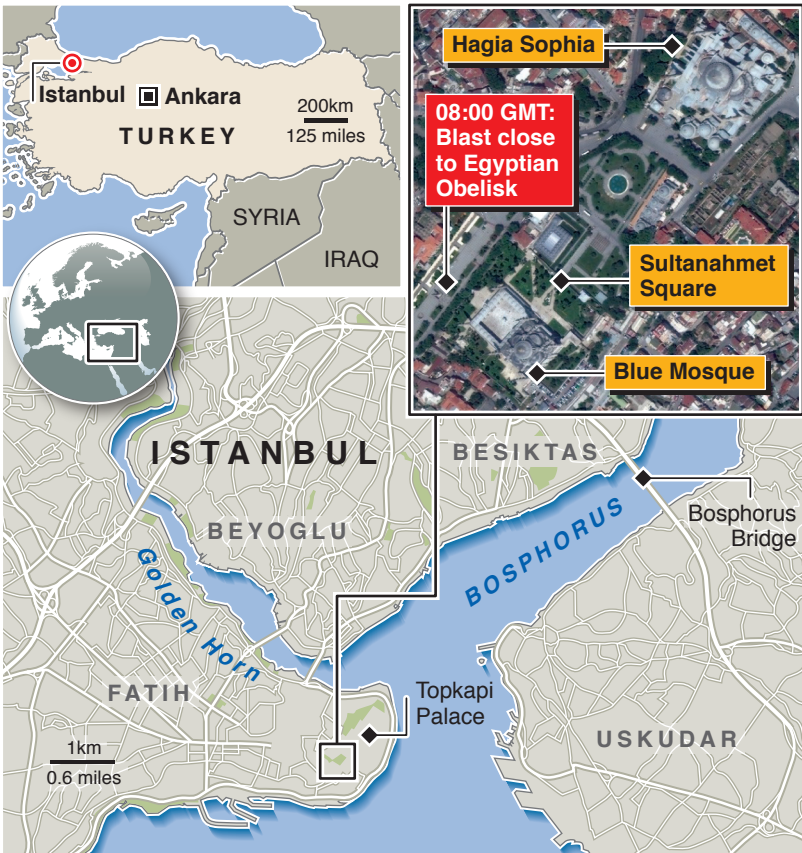 Istanbul
Ankara
TURKEY
200km
125 miles
SYRIA
IRAQ
Hagia Sophia
08:00 GMT:
Blast close
to Egyptian
Obelisk
Sultanahmet
Square
Blue Mosque
ISTANBUL
BESIKTAS
BEYOGLU
Bosphorus
Bridge
BOSPHORUS
Golden Horn
FATIH
Topkapi
Palace
USKUDAR
1km
0.6 miles